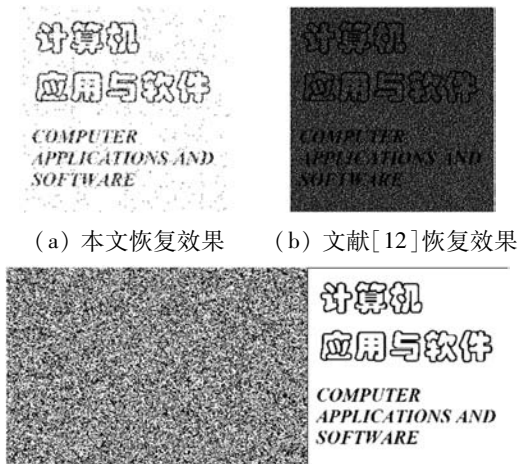 计算机
应用与软件
COMPUTER
APPLICATIONS AND
SOFTWARE
计算机
应用与软件
COMPUTER
APPLICATIONS AND
SOFTWARE
(a) 本文恢复效果
(b) 文献[12]恢复效果
计算机
应用与软件
COMPUTER
APPLICATIONS AND
SOFTWARE